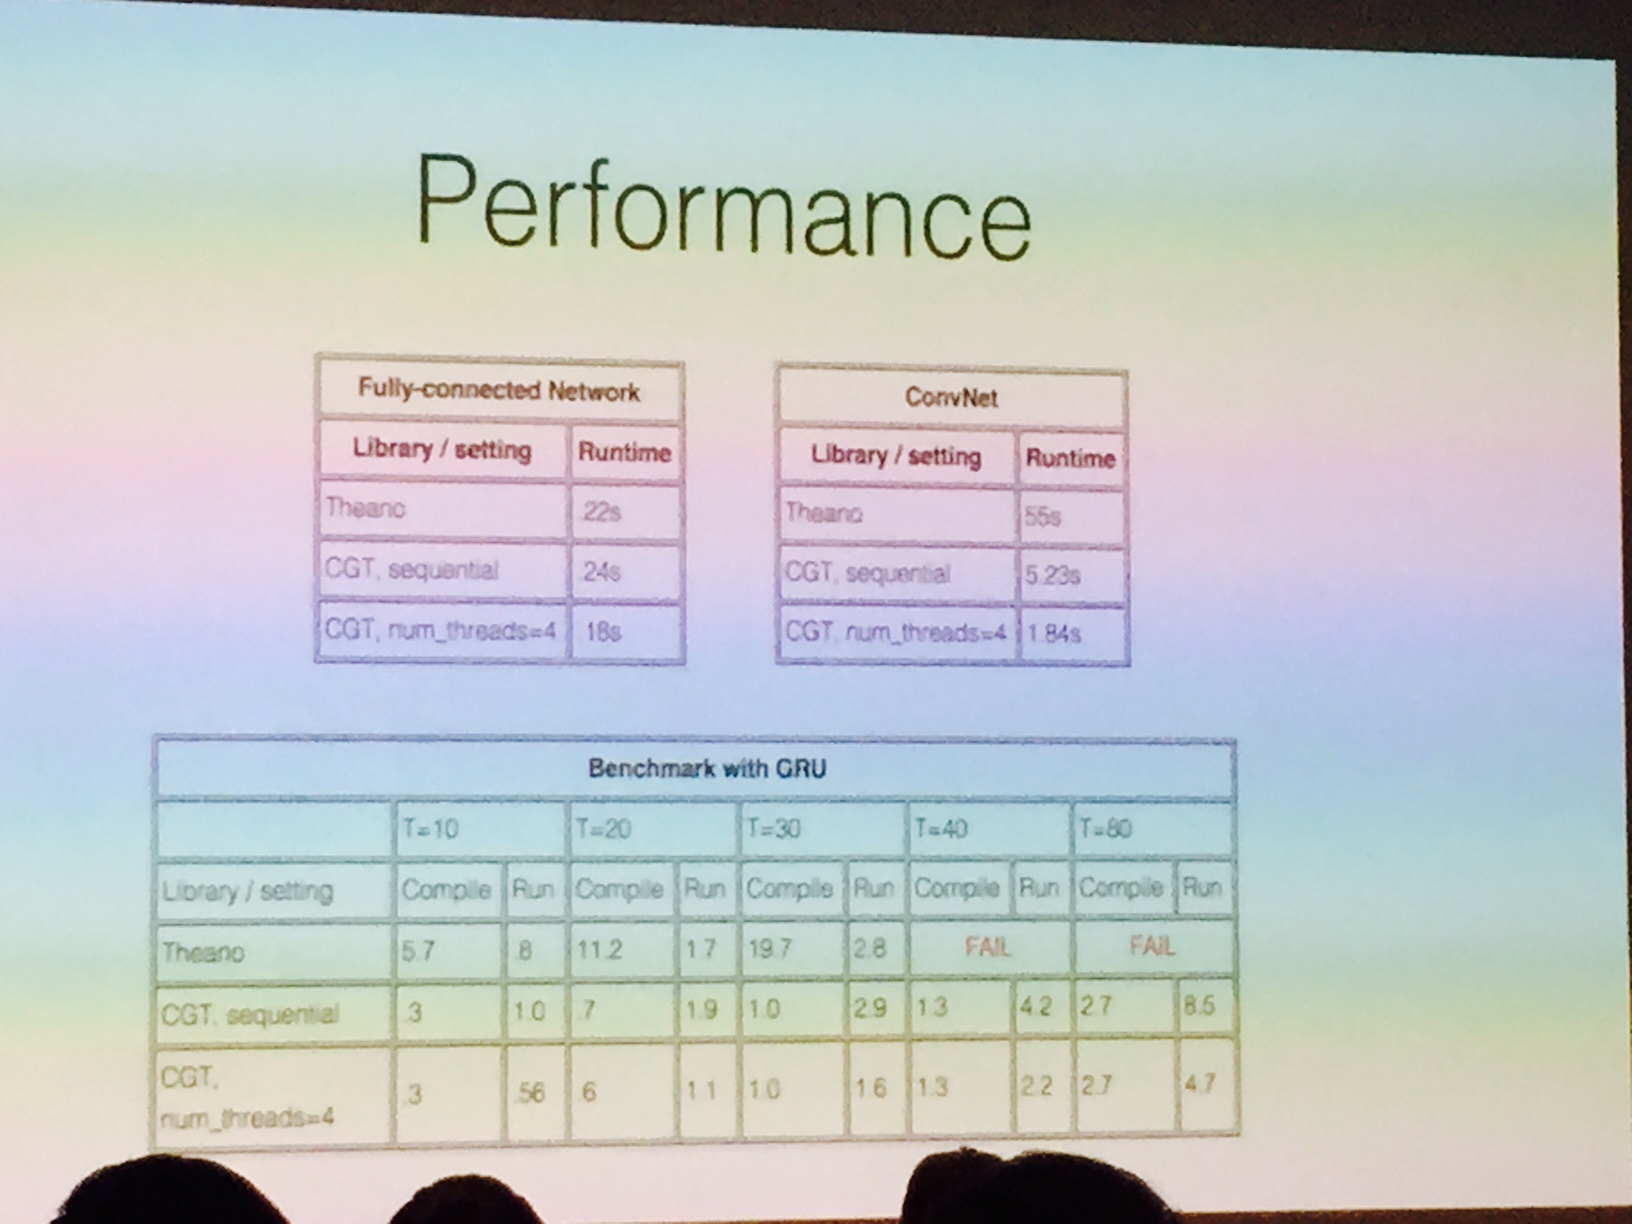 Performance
Fully-connected Network
Library / setting Runtime
Theano .22s
CGT, sequential .24s
CGT, num_threads=4 .18s
ConvNet
Library / setting Runtime
Theano .55s
CGT, sequential 5.23s
CGT, num_threads=4 1.84s
Benchmark with GRU
T=10 T=20 T=30 T=40 T=80
Library / setting Compile Run Compile Run Compile Run Compile Run Compile Run
Theano 5.7 .8 11.2 1.7 19.7 2.8 FAIL FAIL
CGT, sequential .3 1.0 .7 1.9 1.0 2.9 1.3 4.2 2.7 8.5
CGT,
num_threads=4 .3 .56 .6 1.1 1.0 1.6 1.3 2.2 2.7 4.7